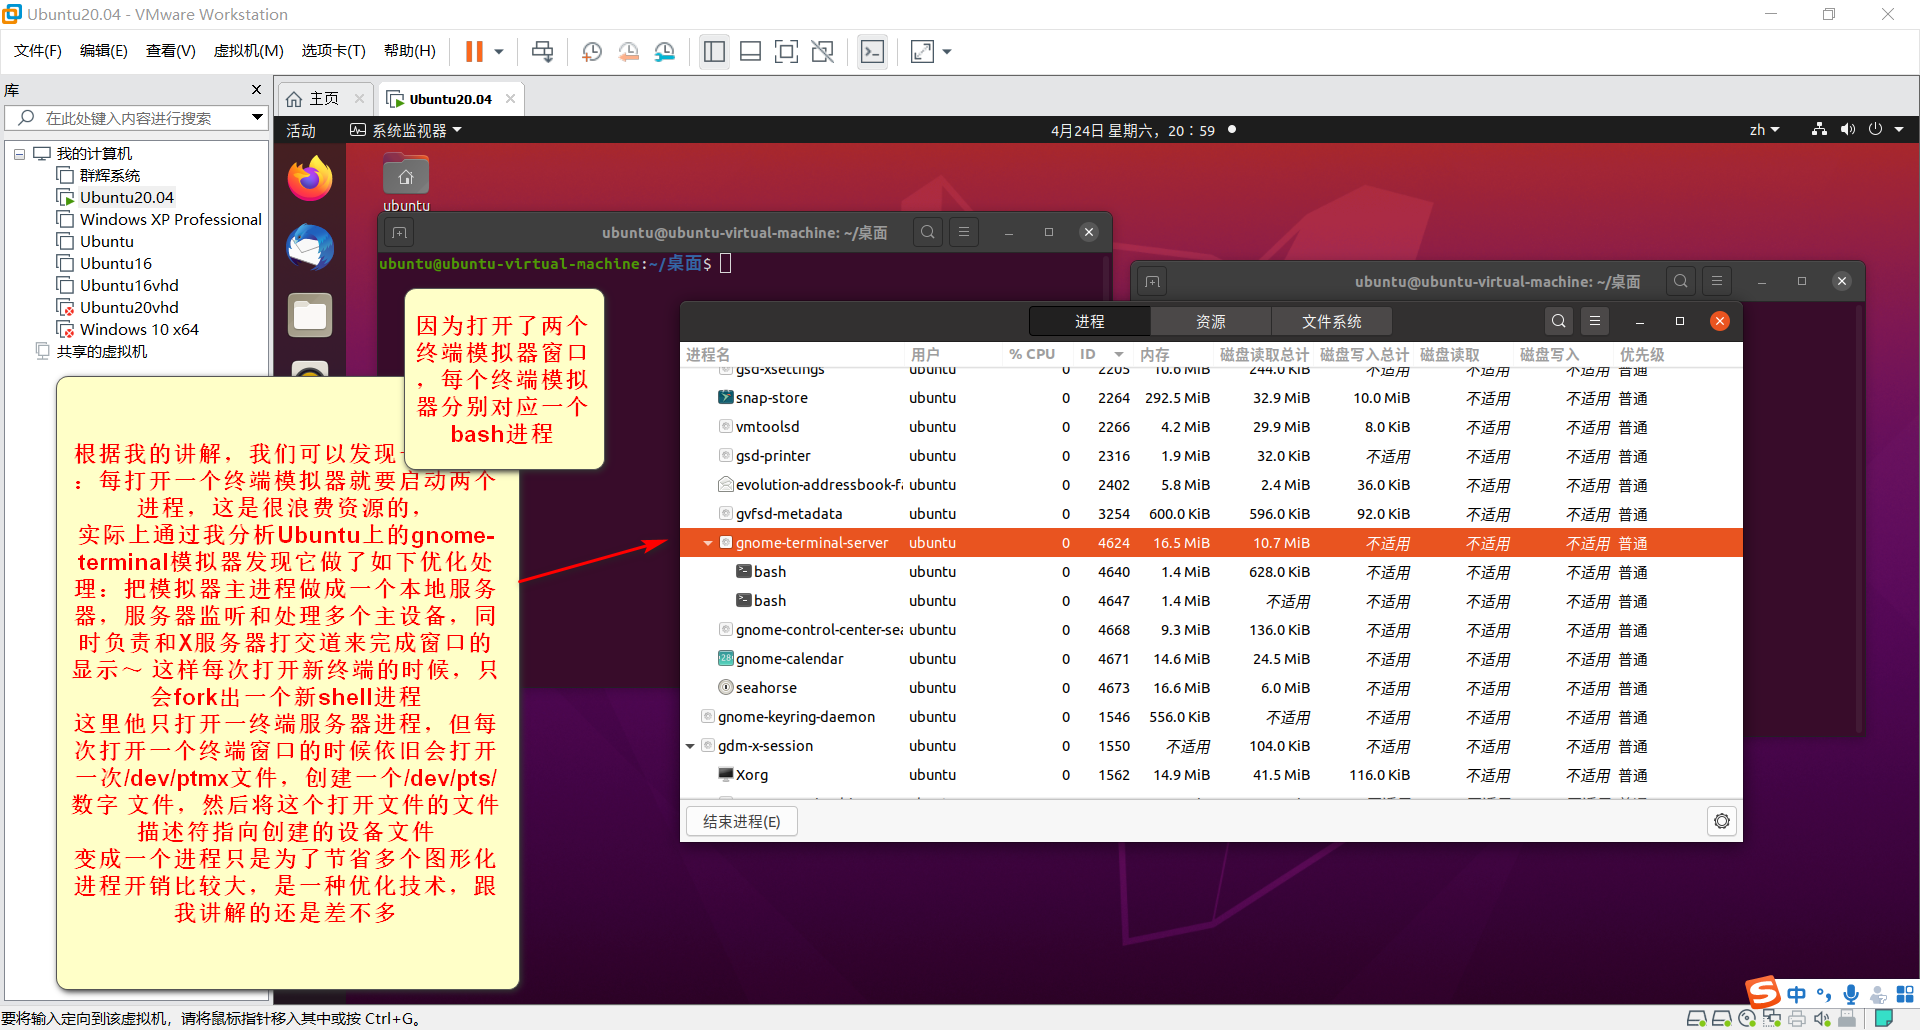 Ubuntu20.04 - VMware Workstation
文件(F) 编辑(E) 查看(V) 虚拟机(M) 选项卡(T) 帮助(H)
库
在此处键入内容进行搜索
我的计算机
群辉系统
Ubuntu20.04
Windows XP Professional
Ubuntu
Ubuntu16
Ubuntu16vhd
Ubuntu20vhd
Windows 10 x64
共享的虚拟机
主页 Ubuntu20.04
活动 系统监视器 4月24日 星期六，20：59 zh
ubuntu
ubuntu@ubuntu-virtual-machine: ~/桌面
ubuntu@ubuntu-virtual-machine:~/桌面$
ubuntu@ubuntu-virtual-machine: ~/桌面
因为打开了两个
终端模拟器窗口
，每个终端模拟
器分别对应一个
bash进程
根据我的讲解，我们可以发现
：每打开一个终端模拟器就要启动两个
进程，这是很浪费资源的，
实际上通过我分析Ubuntu上的gnome-
terminal模拟器发现它做了如下优化处
理：把模拟器主进程做成一个本地服务
器，服务器监听和处理多个主设备，同
时负责和X服务器打交道来完成窗口的
显示～ 这样每次打开新终端的时候，只
会fork出一个新shell进程
这里他只打开一终端服务器进程，但每
次打开一个终端窗口的时候依旧会打开
一次/dev/ptmx文件，创建一个/dev/pts/
数字 文件，然后将这个打开文件的文件
描述符指向创建的设备文件
变成一个进程只是为了节省多个图形化
进程开销比较大，是一种优化技术，跟
我讲解的还是差不多
进程 资源 文件系统
进程名 用户 % CPU ID 内存 磁盘读取总计 磁盘写入总计 磁盘读取 磁盘写入 优先级
gsd-xsettings ubuntu 0 2205 10.6 MiB 244.0 KiB 不适用 不适用 不适用 普通
snap-store ubuntu 0 2264 292.5 MiB 32.9 MiB 10.0 MiB 不适用 不适用 普通
vmtoolsd ubuntu 0 2266 4.2 MiB 29.9 MiB 8.0 KiB 不适用 不适用 普通
gsd-printer ubuntu 0 2316 1.9 MiB 32.0 KiB 不适用 不适用 不适用 普通
evolution-addressbook-fa ubuntu 0 2402 5.8 MiB 2.4 MiB 36.0 KiB 不适用 不适用 普通
gvfsd-metadata ubuntu 0 3254 600.0 KiB 596.0 KiB 92.0 KiB 不适用 不适用 普通
gnome-terminal-server ubuntu 0 4624 16.5 MiB 10.7 MiB 不适用 不适用 不适用 普通
bash ubuntu 0 4640 1.4 MiB 628.0 KiB 不适用 不适用 不适用 普通
bash ubuntu 0 4647 1.4 MiB 不适用 不适用 不适用 不适用 普通
gnome-control-center-sea ubuntu 0 4668 9.3 MiB 136.0 KiB 不适用 不适用 不适用 普通
gnome-calendar ubuntu 0 4671 14.6 MiB 24.5 MiB 不适用 不适用 不适用 普通
seahorse ubuntu 0 4673 16.6 MiB 6.0 MiB 不适用 不适用 不适用 普通
gnome-keyring-daemon ubuntu 0 1546 556.0 KiB 不适用 不适用 不适用 不适用 普通
gdm-x-session ubuntu 0 1550 不适用 104.0 KiB 不适用 不适用 不适用 普通
Xorg ubuntu 0 1562 14.9 MiB 41.5 MiB 116.0 KiB 不适用 不适用 普通
结束进程(E)
中
要将输入定向到该虚拟机，请将鼠标指针移入其中或按 Ctrl+G。